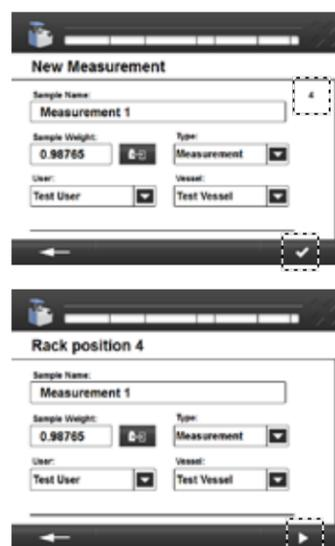 New Measurement
Sample Name:
4
Measurement 1
Sample Weight: Type:
0.98765 Measurement
User: Vessel:
Test User Test Vessel
Rack position 4
Sample Name:
Measurement 1
Sample Weight: Type:
0.98765 Measurement
User: Vessel:
Test User Test Vessel